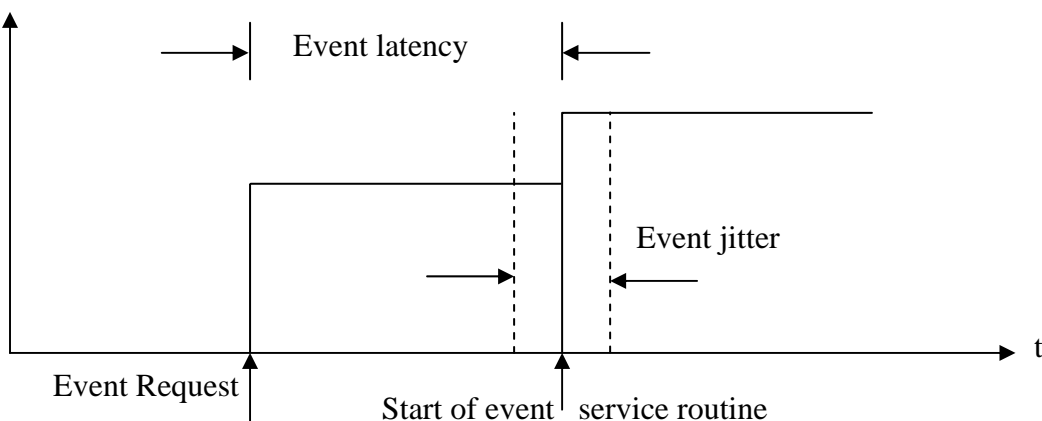 Event latency
Event jitter
t
Event Request
Start of event service routine